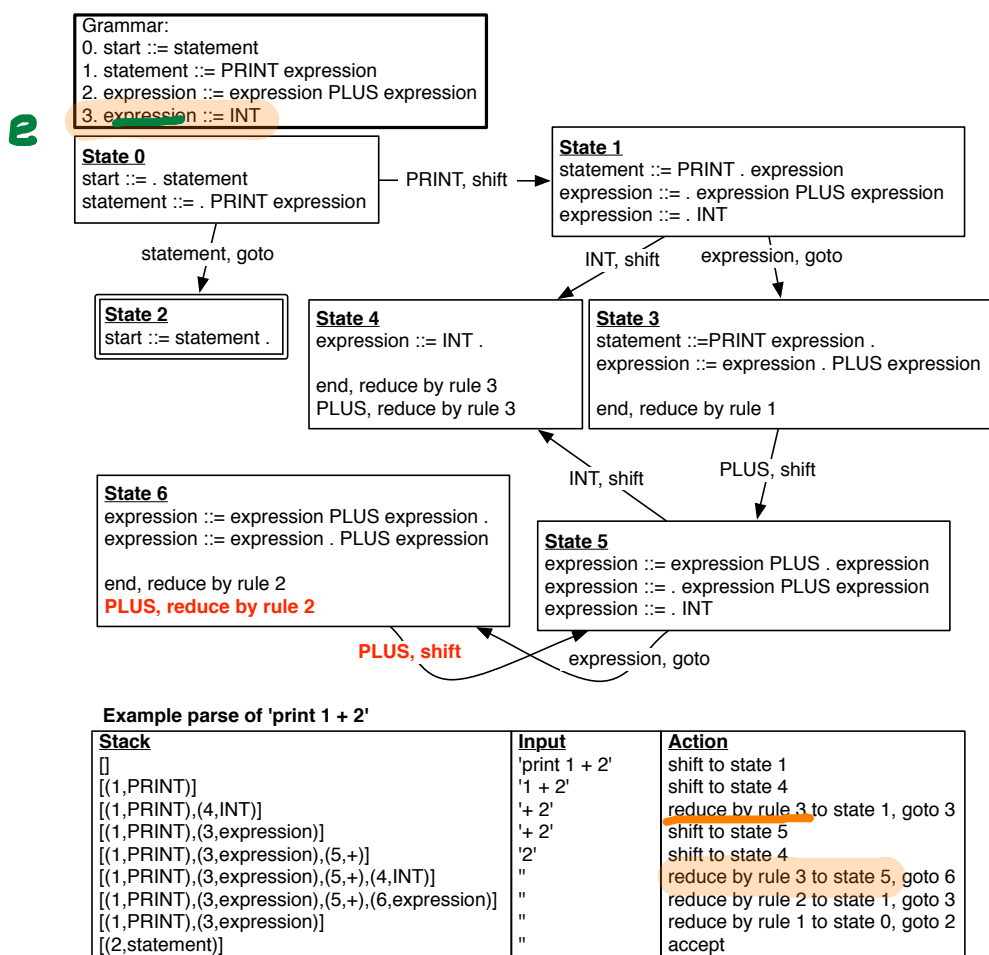 Grammar:
0. start ::= statement
1. statement ::= PRINT expression
2. expression ::= expression PLUS expression
3. expression ::= INT
e
State 0
start ::= . statement
statement ::= . PRINT expression
PRINT, shift
State 1
statement ::= PRINT . expression
expression ::= . expression PLUS expression
expression ::= . INT
statement, goto
INT, shift
expression, goto
State 2
start ::= statement .
State 4
expression ::= INT .
end, reduce by rule 3
PLUS, reduce by rule 3
State 3
statement ::=PRINT expression .
expression ::= expression . PLUS expression
end, reduce by rule 1
INT, shift
PLUS, shift
State 6
expression ::= expression PLUS expression .
expression ::= expression . PLUS expression
end, reduce by rule 2
PLUS, reduce by rule 2
State 5
expression ::= expression PLUS . expression
expression ::= . expression PLUS expression
expression ::= . INT
PLUS, shift
expression, goto
Example parse of 'print 1 + 2'
Stack Input Action
[] 'print 1 + 2' shift to state 1
[(1,PRINT)] '1 + 2' shift to state 4
[(1,PRINT),(4,INT)] '+ 2' reduce by rule 3 to state 1, goto 3
[(1,PRINT),(3,expression)] '+ 2' shift to state 5
[(1,PRINT),(3,expression),(5,+)] '2' shift to state 4
[(1,PRINT),(3,expression),(5,+),(4,INT)] '' reduce by rule 3 to state 5, goto 6
[(1,PRINT),(3,expression),(5,+),(6,expression)] '' reduce by rule 2 to state 1, goto 3
[(1,PRINT),(3,expression)] '' reduce by rule 1 to state 0, goto 2
[(2,statement)] '' accept